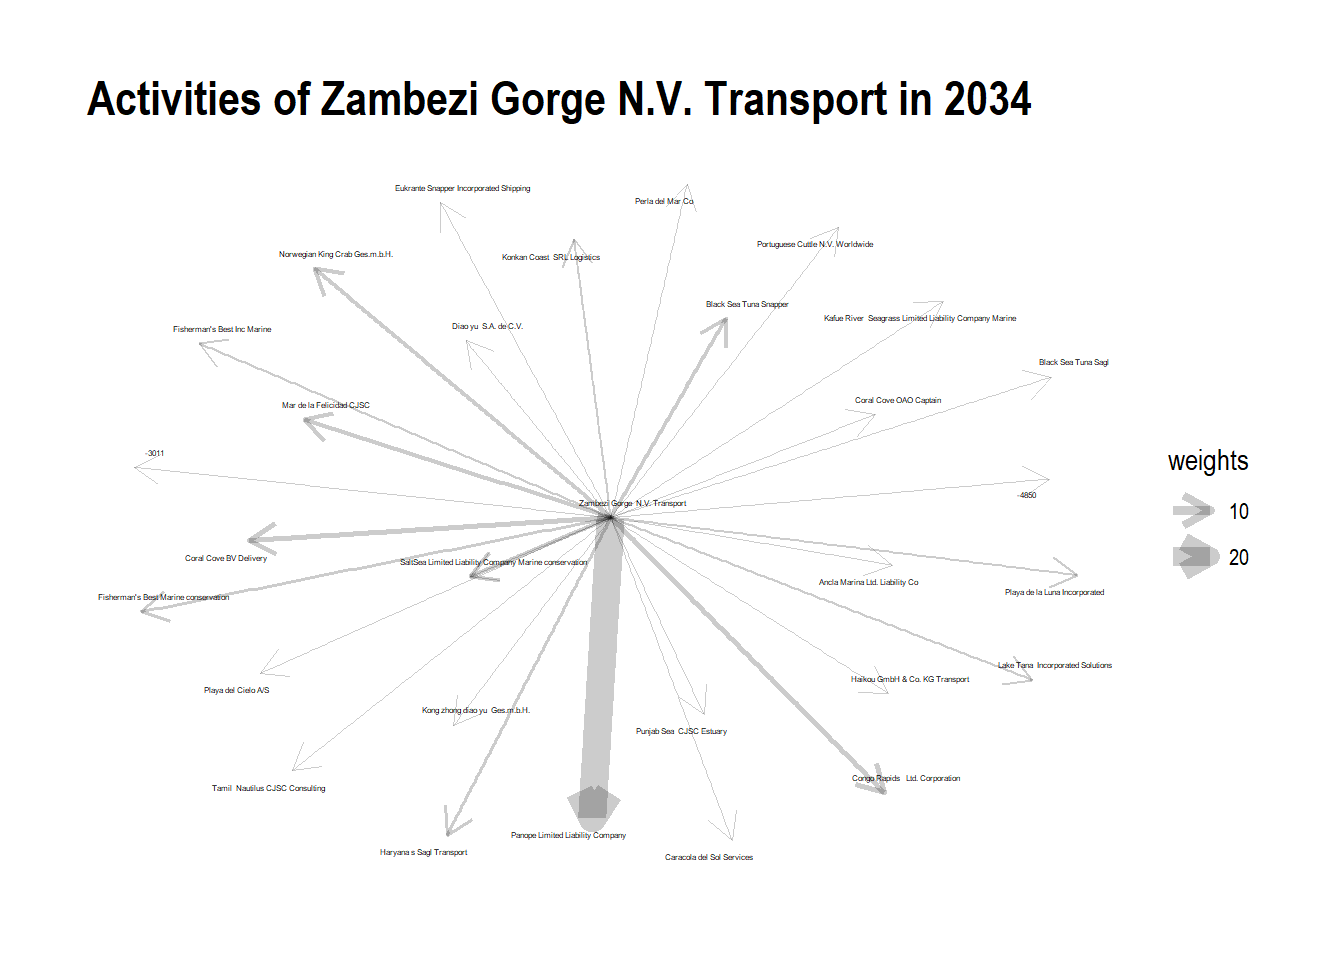 Activities of Zambezi Gorge N.V. Transport in 2034
Eukrante Snapper Incorporated Shipping
Perla del Mar Co
Portuguese Cuttle N.V. Worldwide
Norwegian King Crab Ges.m.b.H.
Konkan Coast  SRL Logistics
Black Sea Tuna Snapper
Kafue River  Seagrass Limited Liability Company Marine
Fisherman's Best Inc Marine
Diao yu  S.A. de C.V.
Black Sea Tuna Sagl
Mar de la Felicidad CJSC
Coral Cove OAO Captain
-3011
weights
-4850
Zambezi Gorge  N.V. Transport
10
Coral Cove BV Delivery
SaltSea Limited Liability Company Marine conservation
20
Ancla Marina Ltd. Liability Co
Playa de la Luna Incorporated
Fisherman's Best Marine conservation
Lake Tana  Incorporated Solutions
Haikou GmbH & Co. KG Transport
Playa del Cielo A/S
Kong zhong diao yu  Ges.m.b.H.
Punjab Sea  CJSC Estuary
Congo Rapids   Ltd. Corporation
Tamil  Nautilus CJSC Consulting
Panope Limited Liability Company
Haryana s Sagl Transport
Caracola del Sol Services